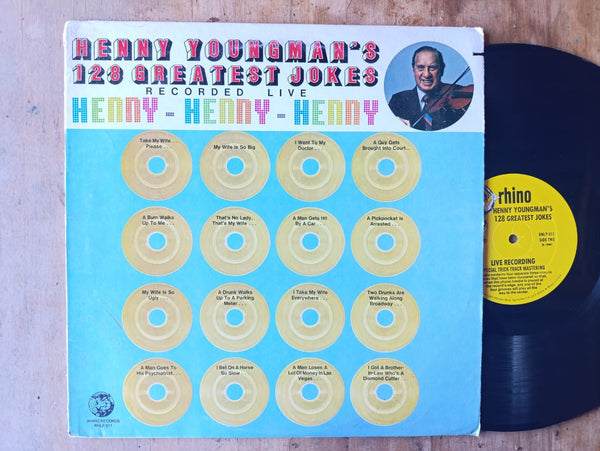 HENNY YOUNGMAN'S
128 GREATEST JOKES
RECORDED LIVE
HENNY - HENNY - HENNY
Take My Wife . . .
Please . . .
My Wife Is So Big
I Went To My
Doctor . . .
A Guy Gets
Brought Into Court. . .
A Bum Walks
Up To Me . . .
That's No Lady,
That's My Wife . . .
A Man Gets Hit
By A Car . . .
A Pickpocket Is
Arrested . . .
My Wife Is So
Ugly . . .
A Drunk Walks
Up To A Parking
Meter . . .
I Take My Wife
Everywhere . . .
Two Drunks Are
Walking Along
Broadway . . .
A Man Goes To
His Psychiatrist . . .
I Bet On A Horse
So Slow . . .
A Man Loses A
Lot Of Money In Las
Vegas . . .
I Got A Brother-
In-Law Who's A
Diamond Cutter . . .
RHINO RECORDS
RNLP 011
rhino
HENNY YOUNGMAN'S
128 GREATEST JOKES
RNLP 011
SIDE TWO
LIVE RECORDING
SPECIAL TRICK-TRACK MASTERING